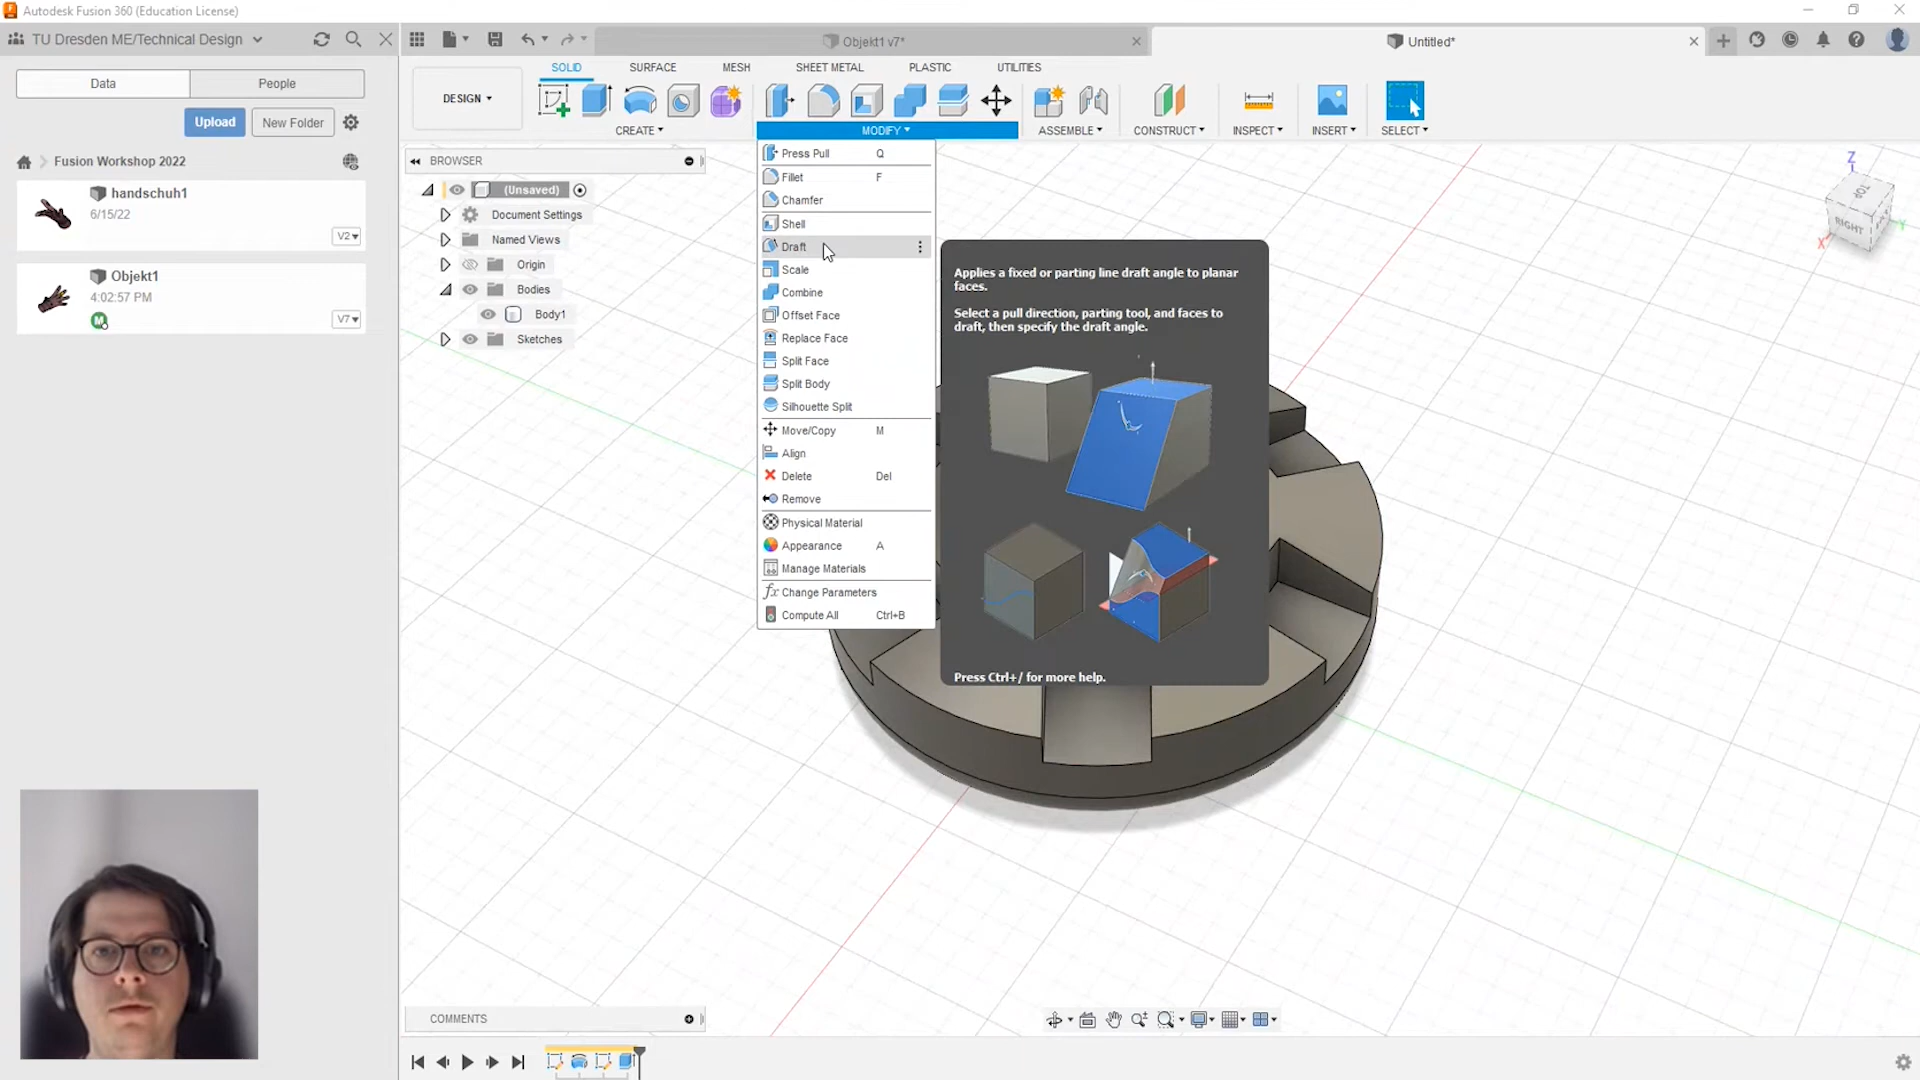 Autodesk Fusion 360 (Education License)
TU Dresden ME/Technical Design
Objekt1 v7*
Untitled*
Data
People
Upload
New Folder
Fusion Workshop 2022
handschuh1
6/15/22
V2
Objekt1
4:02:57 PM
M
V7
DESIGN
SOLID
SURFACE
MESH
SHEET METAL
PLASTIC
UTILITIES
CREATE
MODIFY
ASSEMBLE
CONSTRUCT
INSPECT
INSERT
SELECT
BROWSER
(Unsaved)
Document Settings
Named Views
Origin
Bodies
Body1
Sketches
Press Pull Q
Fillet F
Chamfer
Shell
Draft
Scale
Combine
Offset Face
Replace Face
Split Face
Split Body
Silhouette Split
Move/Copy M
Align
Delete Del
Remove
Physical Material
Appearance A
Manage Materials
Change Parameters
Compute All Ctrl+B
Applies a fixed or parting line draft angle to planar
faces.
Select a pull direction, parting tool, and faces to
draft, then specify the draft angle.
Press Ctrl+/ for more help.
Z
TOP
RIGHT
X
Y
COMMENTS